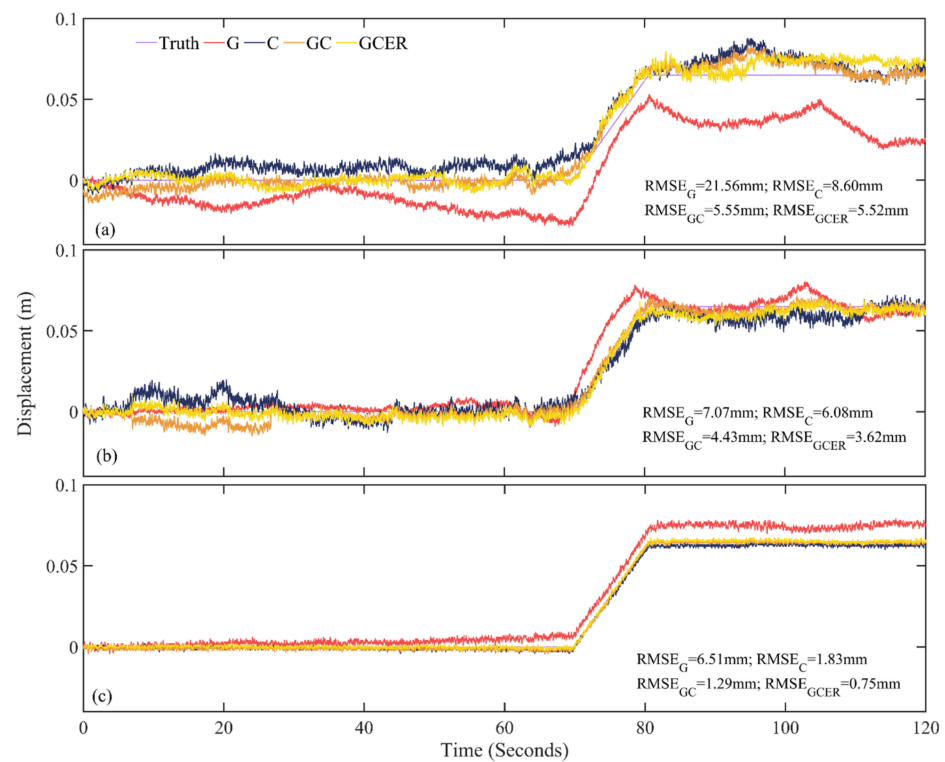 0.1
Truth G C GC GCER
0.05
0
RMSE_G=21.56mm; RMSE_C=8.60mm
RMSE_GC=5.55mm; RMSE_GCER=5.52mm
(a)
0.1
0.05
0
RMSE_G=7.07mm; RMSE_C=6.08mm
RMSE_GC=4.43mm; RMSE_GCER=3.62mm
(b)
Displacement (m)
0.1
0.05
0
RMSE_G=6.51mm; RMSE_C=1.83mm
RMSE_GC=1.29mm; RMSE_GCER=0.75mm
(c)
0 20 40 60 80 100 120
Time (Seconds)